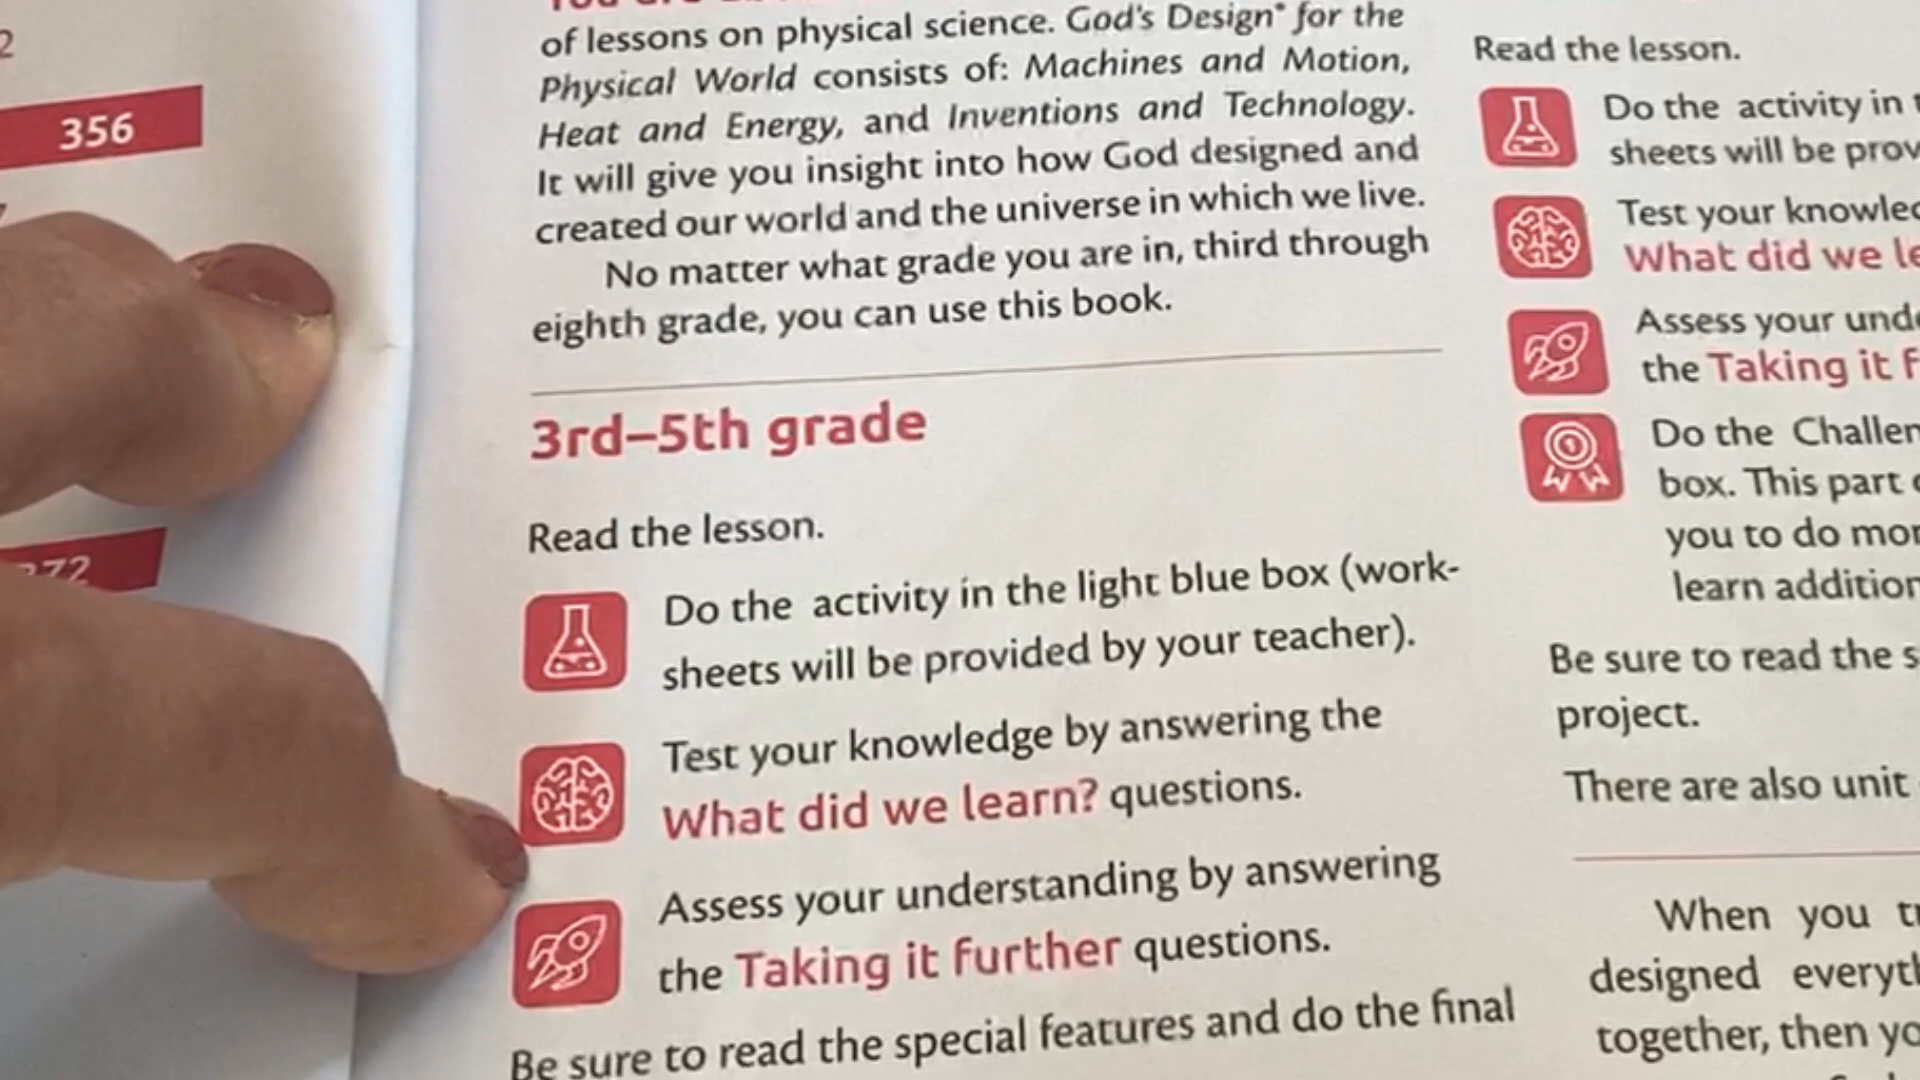 2
356
of lessons on physical science. God's Design® for the
Physical World consists of: Machines and Motion,
Heat and Energy, and Inventions and Technology.
It will give you insight into how God designed and
created our world and the universe in which we live.
No matter what grade you are in, third through
eighth grade, you can use this book.
3rd–5th grade
Read the lesson.
Do the activity in the light blue box (work-
sheets will be provided by your teacher).
Test your knowledge by answering the
What did we learn? questions.
Assess your understanding by answering
the Taking it further questions.
Be sure to read the special features and do the final
Read the lesson.
Do the activity in
sheets will be
Test your
What did we
Assess your
the Taking it
1
Do the
box. This part
you to do
learn
Be sure to read the
project.
There are also unit
When you
designed
together, then